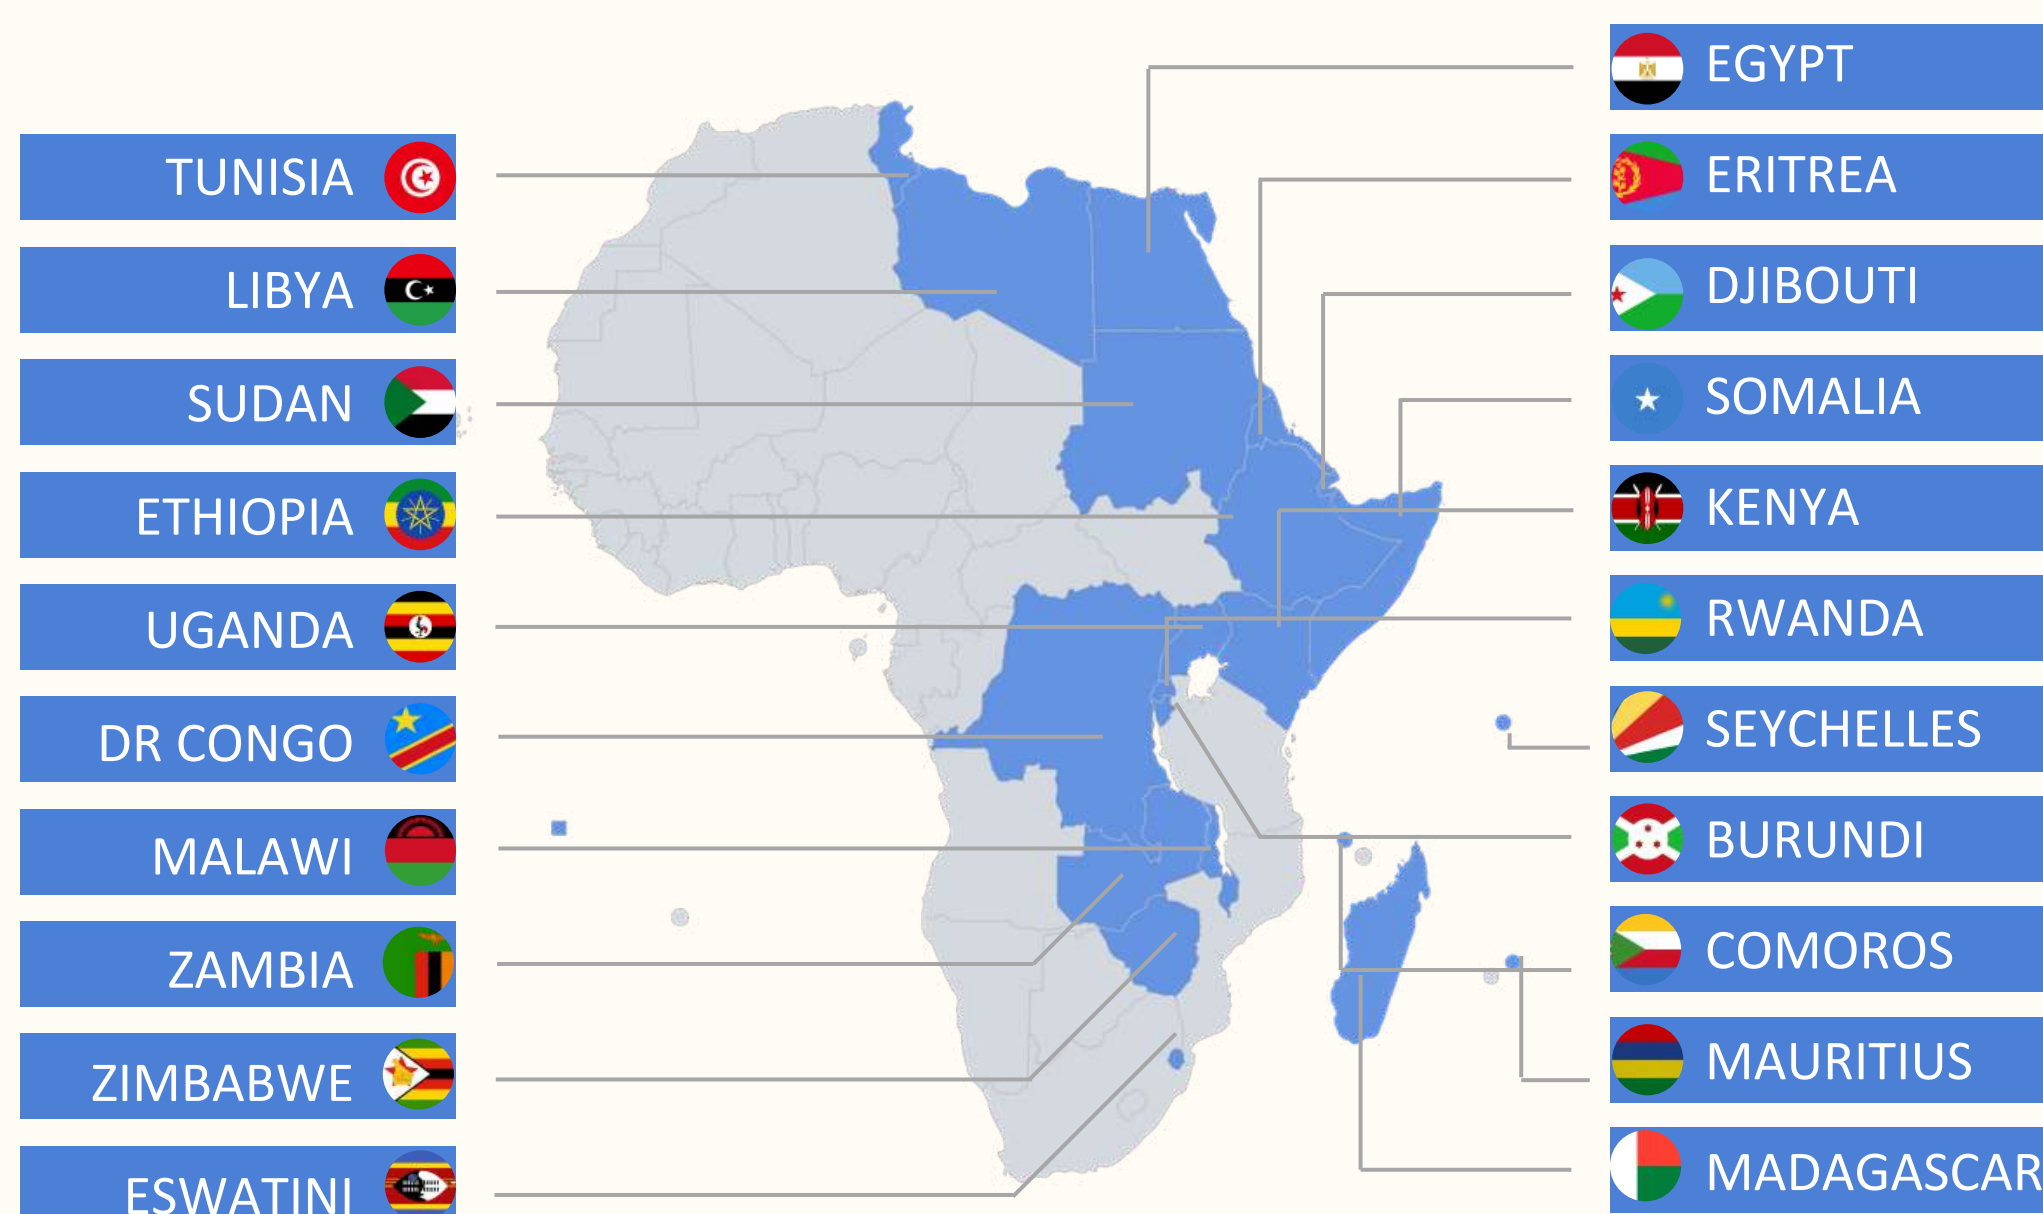 TUNISIA
LIBYA
SUDAN
ETHIOPIA
UGANDA
DR CONGO
MALAWI
ZAMBIA
ZIMBABWE
ESWATINI
EGYPT
ERITREA
DJIBOUTI
SOMALIA
KENYA
RWANDA
SEYCHELLES
BURUNDI
COMOROS
MAURITIUS
MADAGASCAR